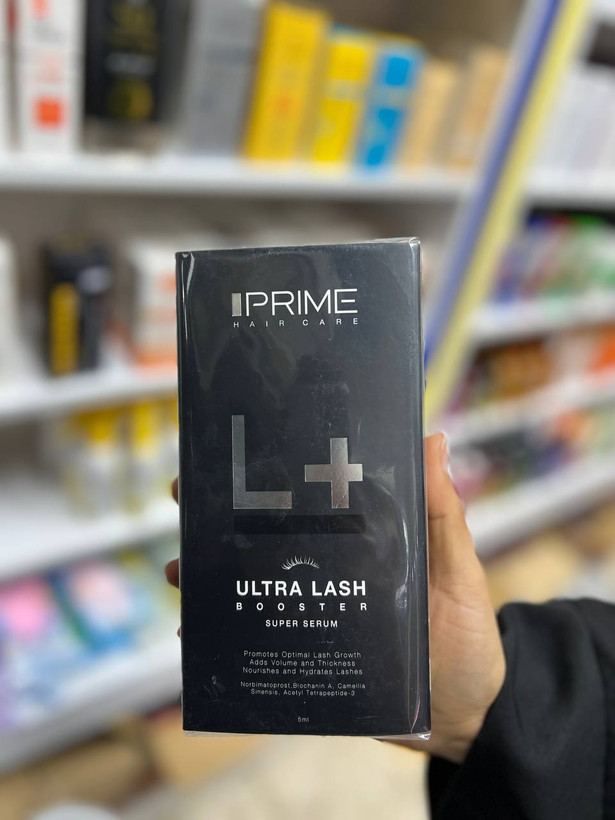 PRIME
HAIR CARE
L+
ULTRA LASH
BOOSTER
SUPER SERUM
Promotes Optimal Lash Growth
Adds Volume and Thickness
Nourishes and Hydrates Lashes
Norbimatoprost,Biochanin A, Camellia
Sinensis, Acetyl Tetrapeptide-3
5ml